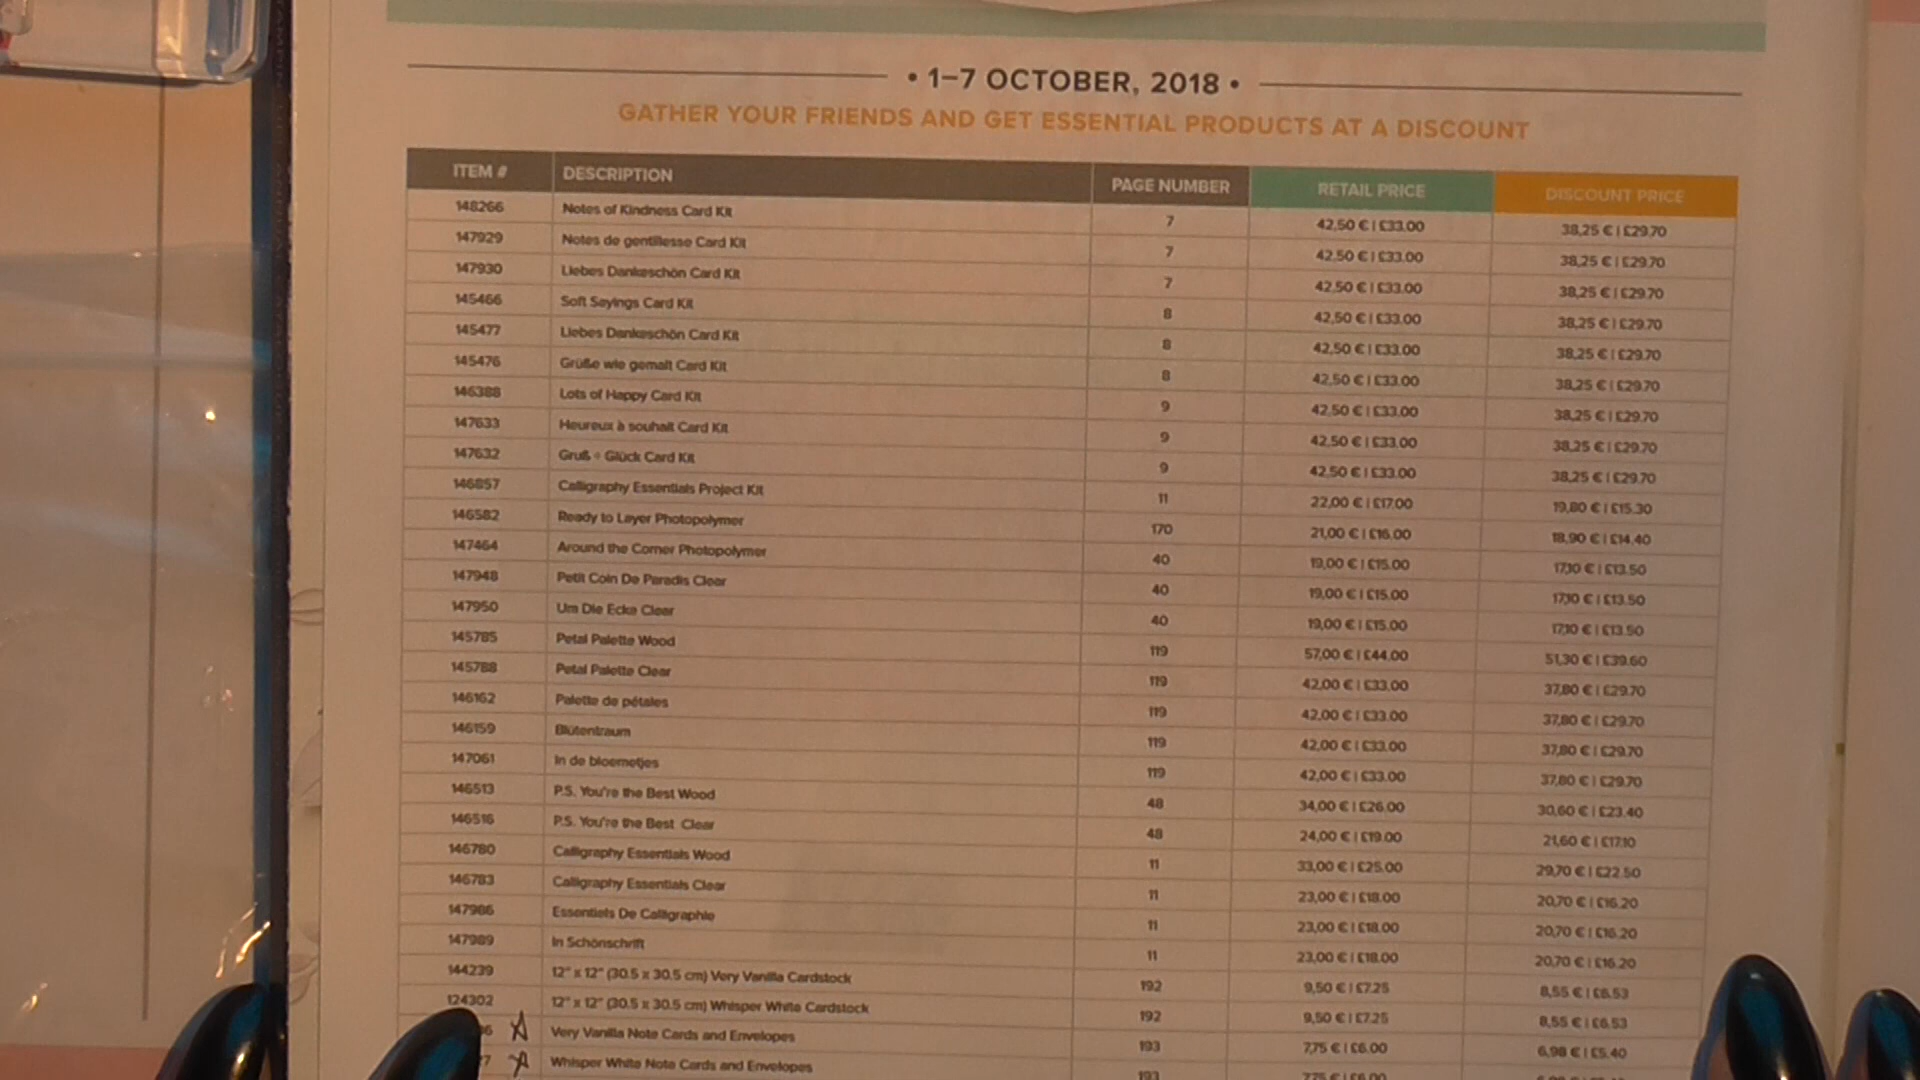 • 1–7 OCTOBER, 2018 •
GATHER YOUR FRIENDS AND GET ESSENTIAL PRODUCTS AT A DISCOUNT
ITEM # DESCRIPTION PAGE NUMBER RETAIL PRICE DISCOUNT PRICE
148266 Notes of Kindness Card Kit 7 42,50 € | £33.00 38,25 € | £29.70
147929 Notes de gentillesse Card Kit 7 42,50 € | £33.00 38,25 € | £29.70
147930 Liebes Dankeschön Card Kit 7 42,50 € | £33.00 38,25 € | £29.70
145466 Soft Sayings Card Kit 8 42,50 € | £33.00 38,25 € | £29.70
145477 Liebes Dankeschön Card Kit 8 42,50 € | £33.00 38,25 € | £29.70
145476 Grüße wie gemalt Card Kit 8 42,50 € | £33.00 38,25 € | £29.70
146388 Lots of Happy Card Kit 9 42,50 € | £33.00 38,25 € | £29.70
147633 Heureux à souhait Card Kit 9 42,50 € | £33.00 38,25 € | £29.70
147632 Gruß + Glück Card Kit 9 42,50 € | £33.00 38,25 € | £29.70
146857 Calligraphy Essentials Project Kit 11 22,00 € | £17.00 19,80 € | £15.30
146582 Ready to Layer Photopolymer 170 21,00 € | £16.00 18,90 € | £14.40
147464 Around the Corner Photopolymer 40 19,00 € | £15.00 17,10 € | £13.50
147948 Petit Coin De Paradis Clear 40 19,00 € | £15.00 17,10 € | £13.50
147950 Um Die Ecke Clear 40 19,00 € | £15.00 17,10 € | £13.50
145785 Petal Palette Wood 119 57,00 € | £44.00 51,30 € | £39.60
145788 Petal Palette Clear 119 42,00 € | £33.00 37,80 € | £29.70
146162 Palette de pétales 119 42,00 € | £33.00 37,80 € | £29.70
146159 Blütentraum 119 42,00 € | £33.00 37,80 € | £29.70
147061 In de bloemetjes 119 42,00 € | £33.00 37,80 € | £29.70
146513 P.S. You're the Best Wood 48 34,00 € | £26.00 30,60 € | £23.40
146516 P.S. You're the Best Clear 48 24,00 € | £19.00 21,60 € | £17.10
146780 Calligraphy Essentials Wood 11 33,00 € | £25.00 29,70 € | £22.50
146783 Calligraphy Essentials Clear 11 23,00 € | £18.00 20,70 € | £16.20
147986 Essentiels De Calligraphie 11 23,00 € | £18.00 20,70 € | £16.20
147989 In Schönschrift 11 23,00 € | £18.00 20,70 € | £16.20
144239 12" x 12" (30.5 x 30.5 cm) Very Vanilla Cardstock 192 9,50 € | £7.25 8,55 € | £6.53
124302 12" x 12" (30.5 x 30.5 cm) Whisper White Cardstock 192 9,50 € | £7.25 8,55 € | £6.53
6 Very Vanilla Note Cards and Envelopes 193 7,75 € | £6.00 6,98 € | £5.40
7 Whisper White Note Cards and Envelopes 193 7,75 € | £6.00